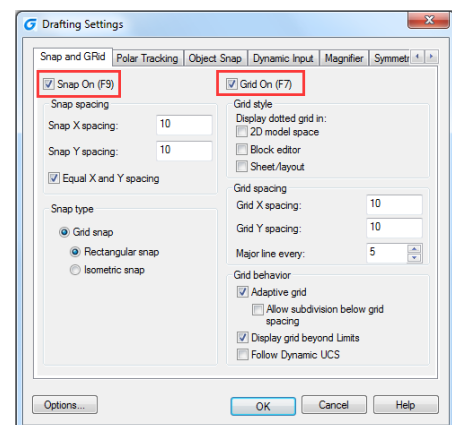 Drafting Settings
Snap and GRid Polar Tracking Object Snap Dynamic Input Magnifier Symmetr
Snap On (F9)
Snap spacing
Snap X spacing: 10
Snap Y spacing: 10
Equal X and Y spacing
Snap type
Grid snap
Rectangular snap
Isometric snap
Grid On (F7)
Grid style
Display dotted grid in:
2D model space
Block editor
Sheet/layout
Grid spacing
Grid X spacing: 10
Grid Y spacing: 10
Major line every: 5
Grid behavior
Adaptive grid
Allow subdivision below grid
spacing
Display grid beyond Limits
Follow Dynamic UCS
Options... OK Cancel Help